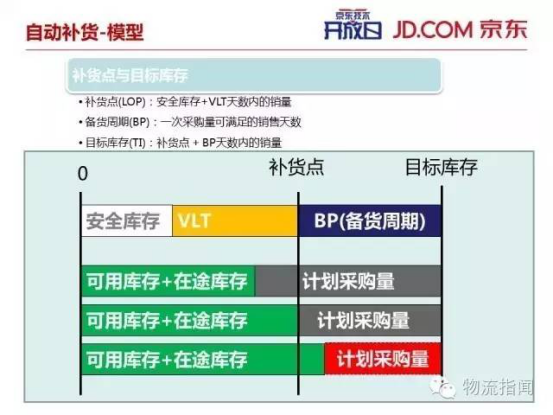 自动补货-模型
京东技术
开放日 JD.COM 京东
补货点与目标库存
•补货点(LOP)：安全库存+VLT天数内的销量
•备货周期(BP)：一次采购量可满足的销售天数
•目标库存(TI)：补货点 + BP天数内的销量
0 补货点 目标库存
安全库存 VLT BP(备货周期)
可用库存+在途库存 计划采购量
可用库存+在途库存 计划采购量
可用库存+在途库存 计划采购量
物流指闻